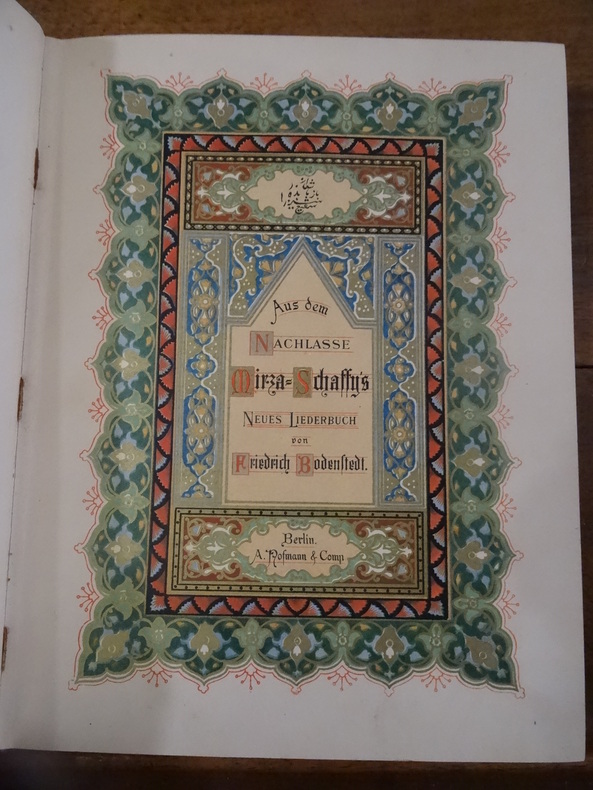 Aus dem
NACHLASSE
Mirza-Schaffy's
NEUES LIEDERBUCH
von
Friedrich Bodenstedt.
Berlin.
A. Hofmann & Comp